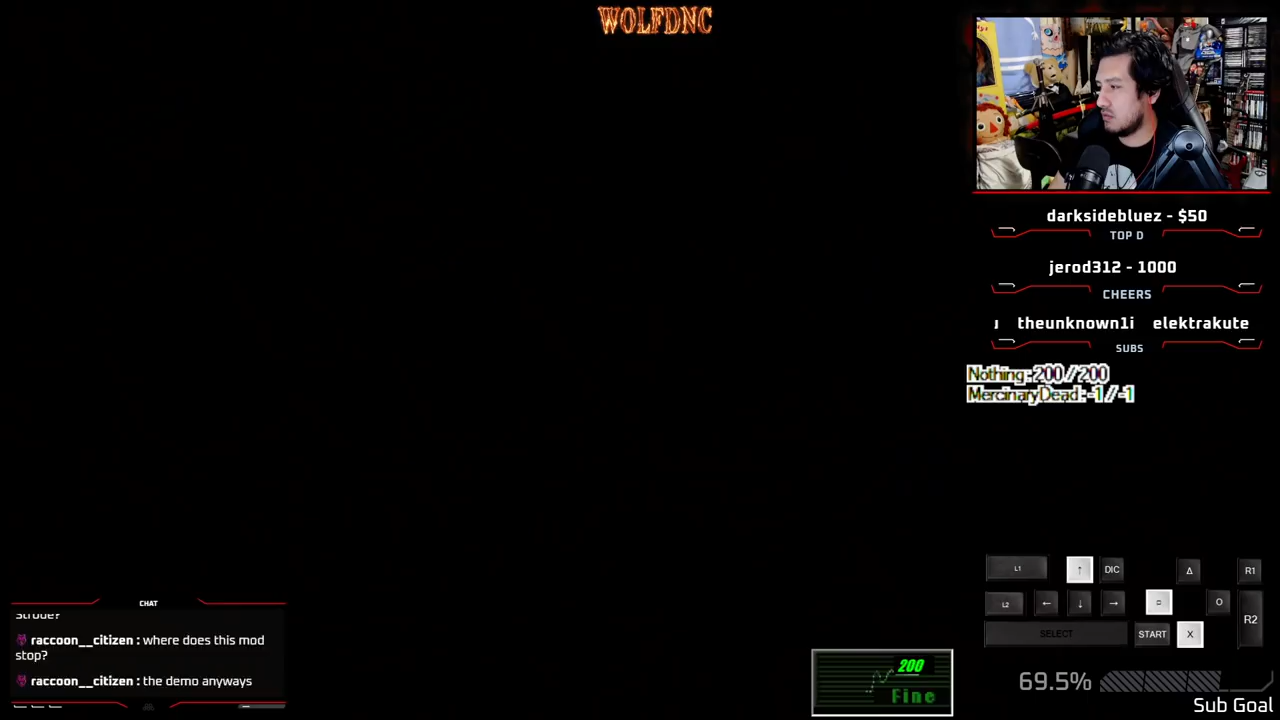 WOLFDNC
darksidebluez - $50
TOP D
jerod312 - 1000
CHEERS
theunknown1i elektrakute
SUBS
Nothing:200//200
MercinaryDead:-1//-1
L1 ↑ DIC Δ R1
L2 ← ↓ → □ O R2
SELECT START X
69.5%
Sub Goal
CHAT
raccoon__citizen : where does this mod
stop?
raccoon__citizen : the demo anyways
200
Fine